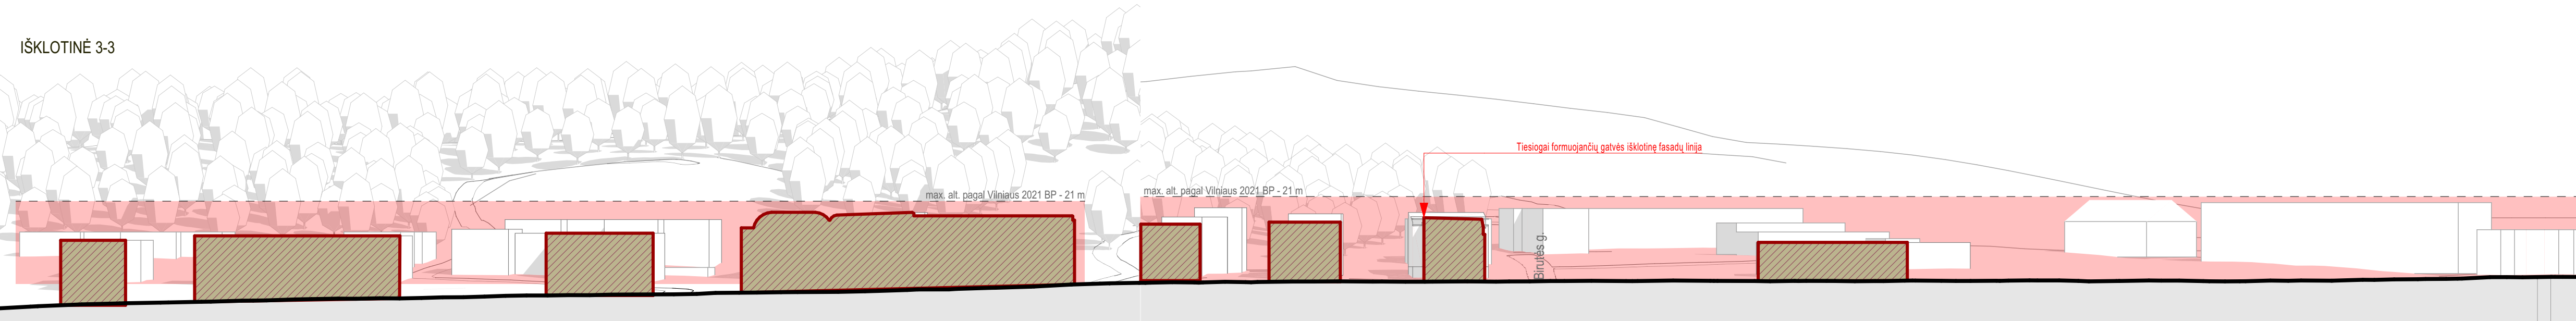 IŠKLOTINĖ 3-3
Tiesiogai formuojančių gatvės išklotinę fasadų linija
max. alt. pagal Vilniaus 2021 BP - 21 m
max. alt. pagal Vilniaus 2021 BP - 21 m
Birutės g.